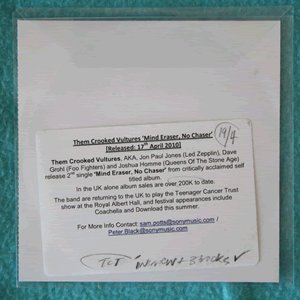 Them Crooked Vultures 'Mind Eraser, No Chaser'
19/4
[Released: 17th April 2010]
Them Crooked Vultures, AKA, Jon Paul Jones (Led Zepplin), Dave
Grohl (Foo Fighters) and Joshua Homme (Queens Of The Stone Age)
release 2nd single 'Mind Eraser, No Chaser' from critically acclaimed self
titled album.
In the UK alone album sales are over 200K to date.
The band are returning to the UK to play the Teenager Cancer Trust
show at the Royal Albert Hall, and festival appearances include
Coachella and Download this summer.
For More Info Contact: sam.potts@sonymusic.com /
Peter.Black@sonymusic.com
TCT